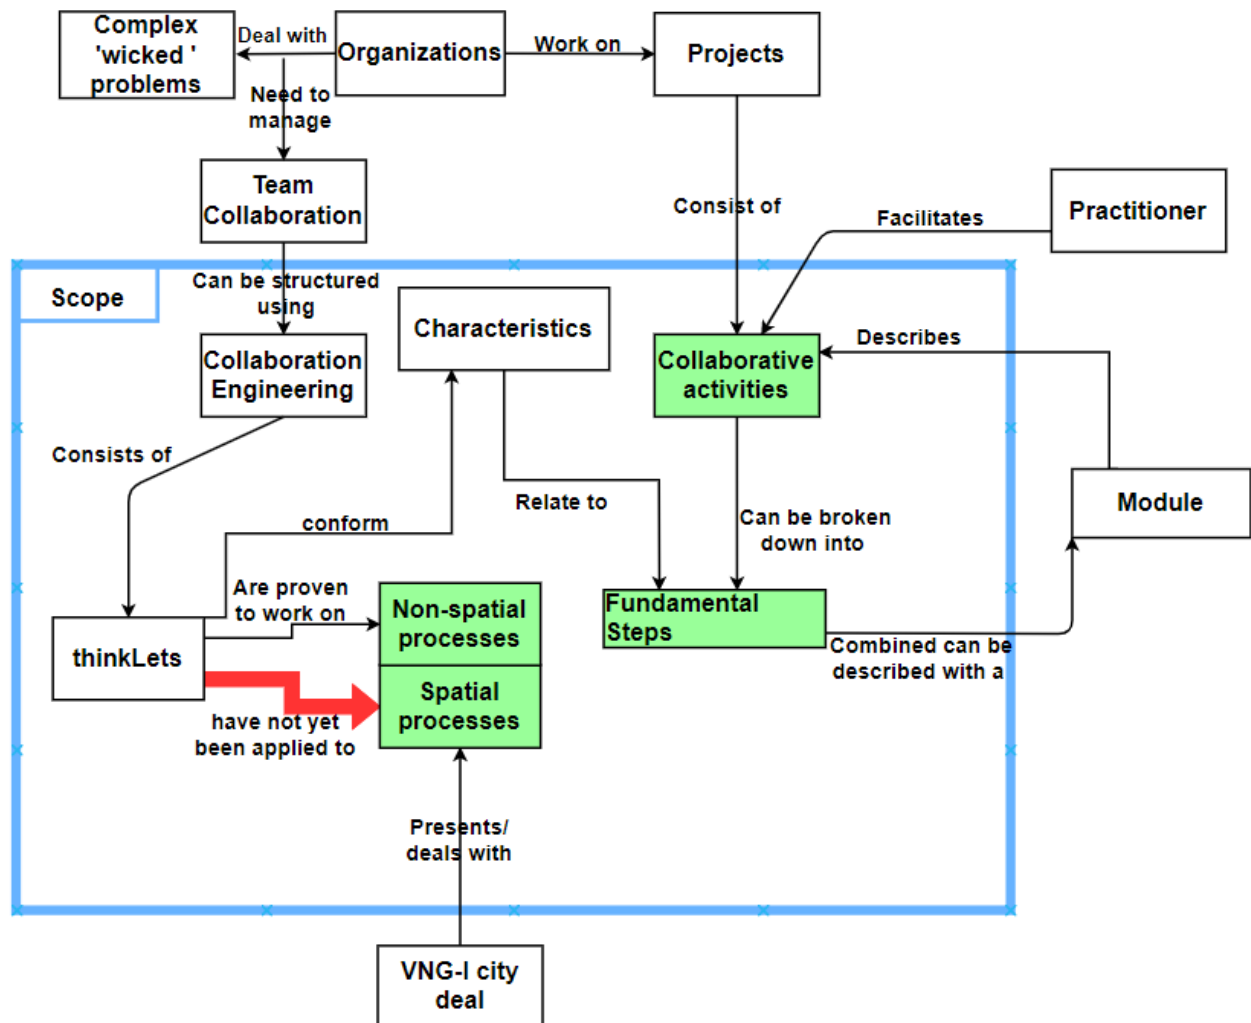 Complex
'wicked '
problems
Deal with
Organizations
Work on
Projects
Need to
manage
Team
Collaboration
Consist of
Facilitates
Practitioner
Can be structured
using
Scope
Characteristics
Collaboration
Engineering
Collaborative
activities
Describes
Consists of
conform
Relate to
Can be broken
down into
Module
Are proven
to work on
Non-spatial
processes
Fundamental
Steps
thinkLets
Combined can be
described with a
Spatial
processes
have not yet
been applied to
Presents/
deals with
VNG-I city
deal